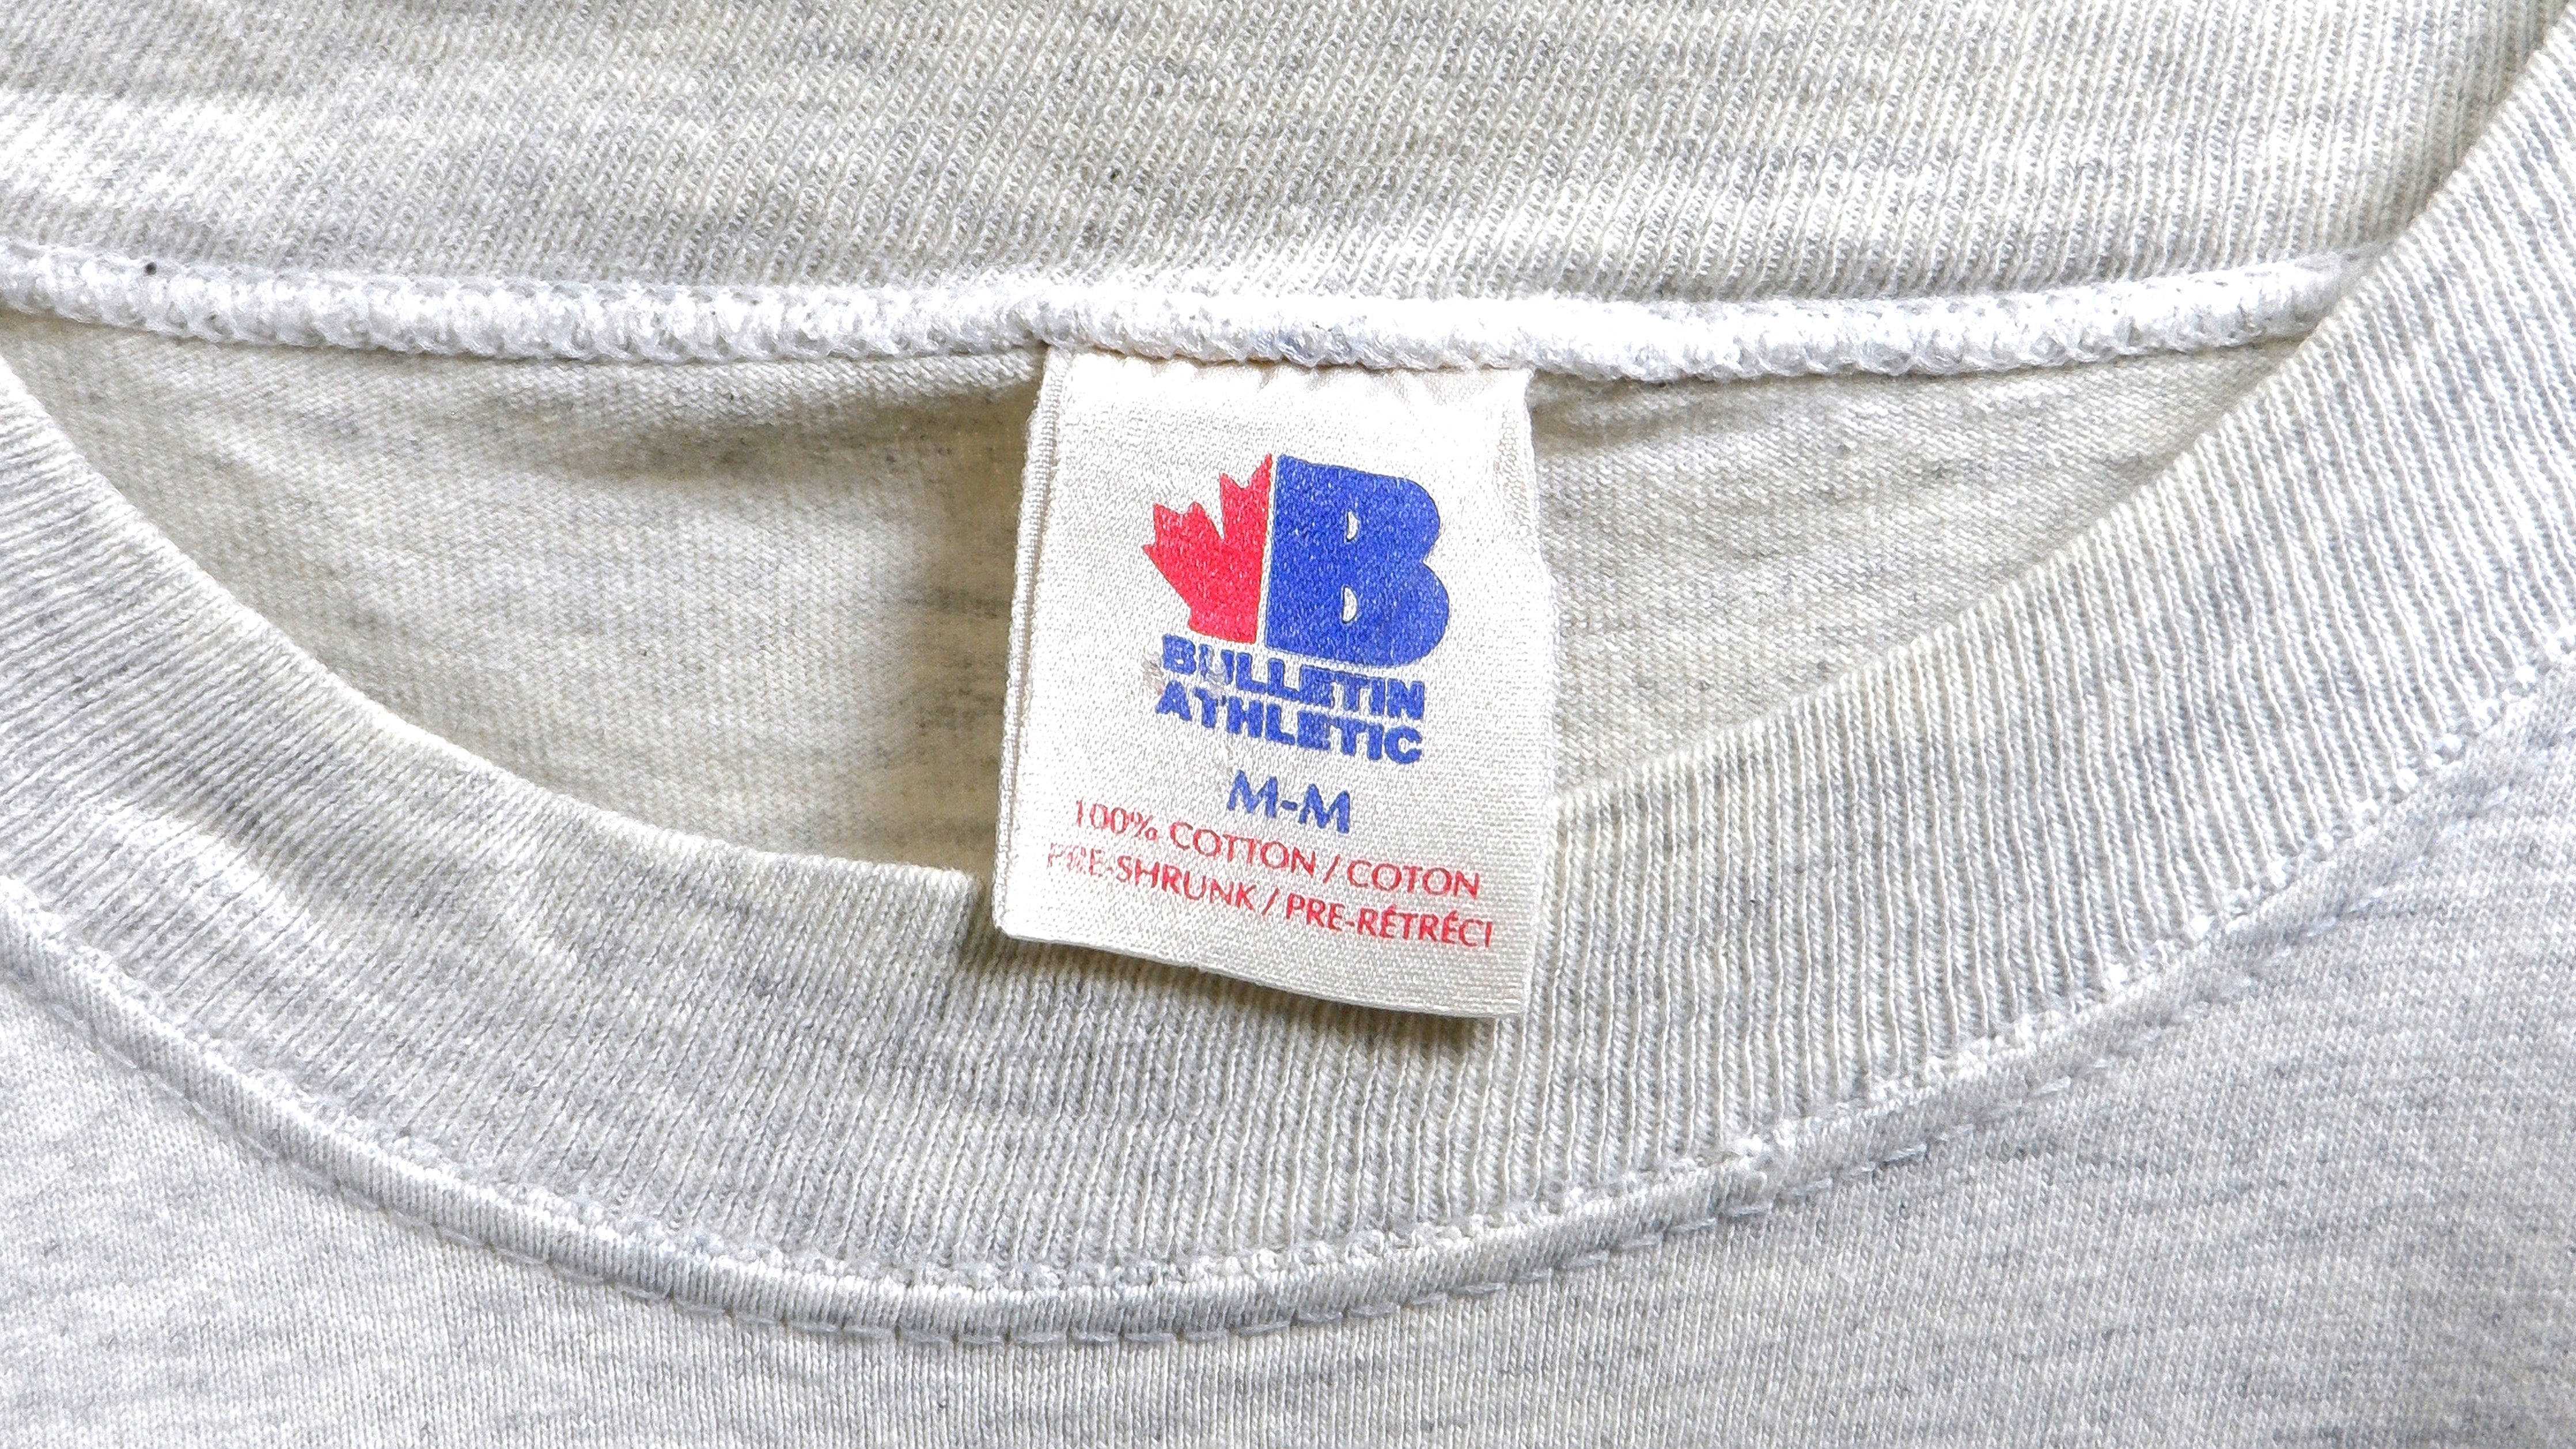 B
BULLETIN
ATHLETIC
M-M
100% COTTON / COTON
PRE-SHRUNK / PRE-RÉTRÉCI